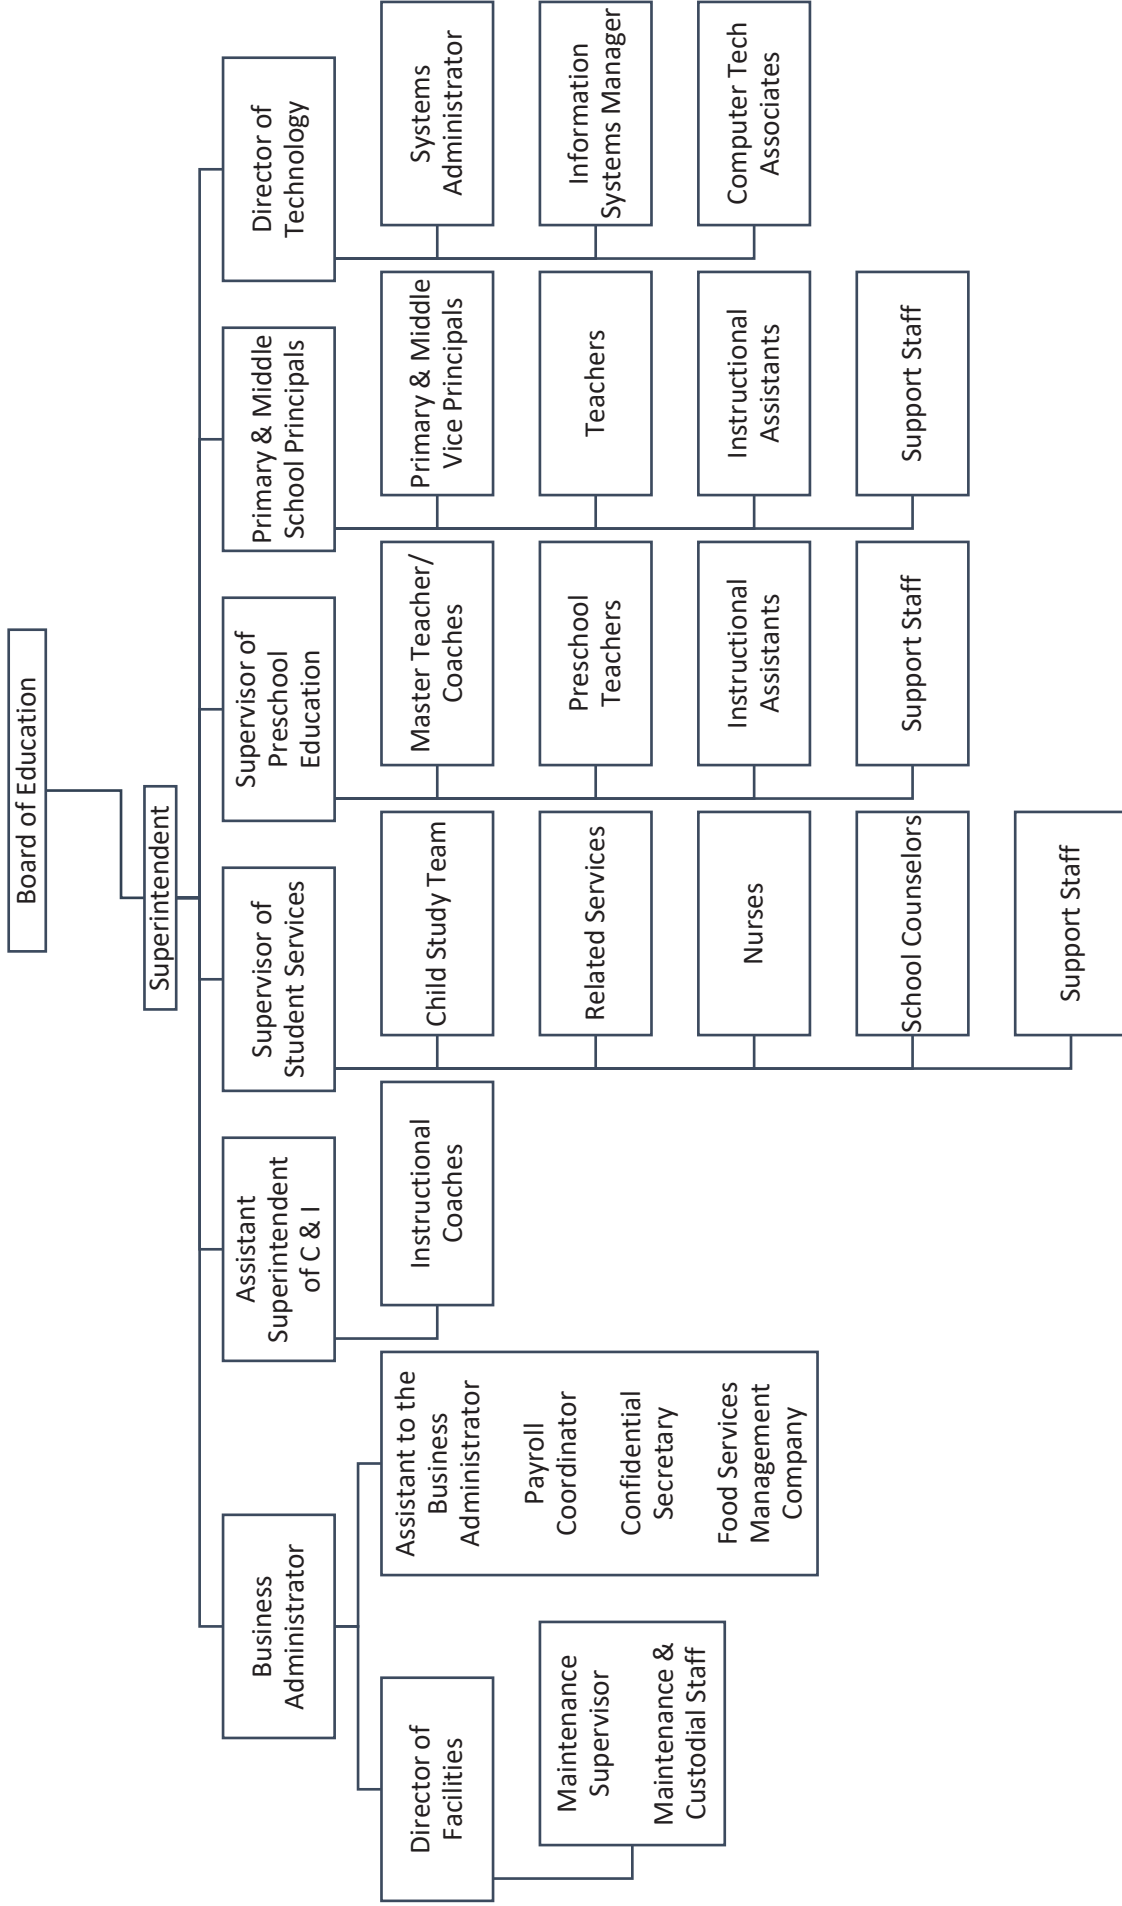 Board of Education
Superintendent
Business
Administrator
Director of
Facilities
Maintenance
Supervisor
Maintenance &
Custodial Staff
Assistant to the
Business
Administrator
Payroll
Coordinator
Confidential
Secretary
Food Services
Management
Company
Assistant
Superintendent
of C & I
Instructional
Coaches
Supervisor of
Student Services
Child Study Team
Related Services
Nurses
School Counselors
Support Staff
Supervisor of
Preschool
Education
Master Teacher/
Coaches
Preschool
Teachers
Instructional
Assistants
Support Staff
Primary & Middle
School Principals
Primary & Middle
Vice Principals
Teachers
Instructional
Assistants
Support Staff
Director of
Technology
Systems
Administrator
Information
Systems Manager
Computer Tech
Associates